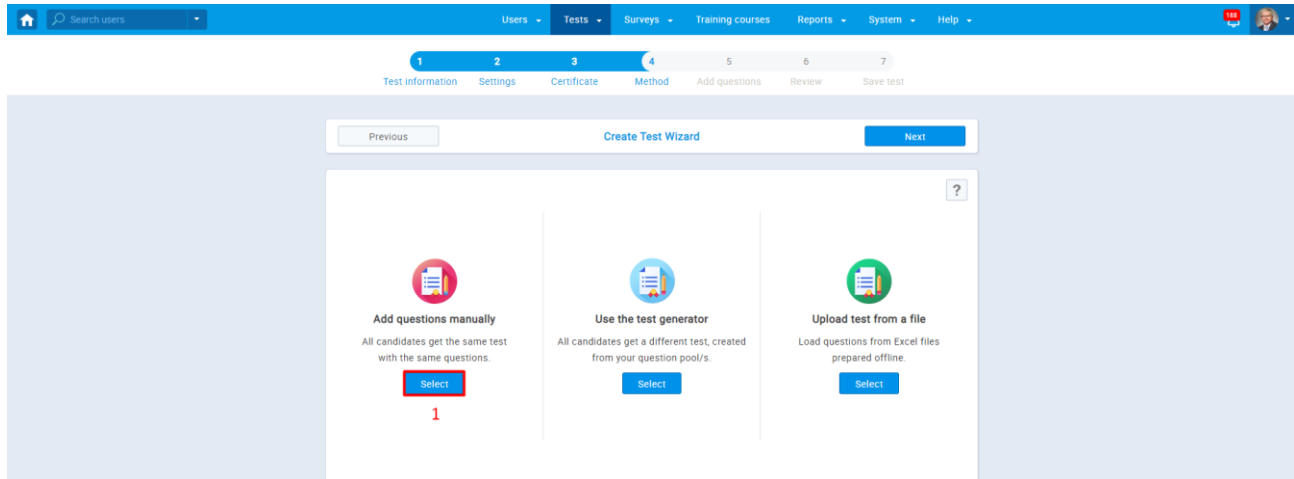 Search users
Users Tests Surveys Training courses Reports System Help
188
1 2 3 4 5 6 7
Test information Settings Certificate Method Add questions Review Save test
Previous Create Test Wizard Next
?
Add questions manually
All candidates get the same test
with the same questions.
Select
1
Use the test generator
All candidates get a different test, created
from your question pool/s.
Select
Upload test from a file
Load questions from Excel files
prepared offline.
Select